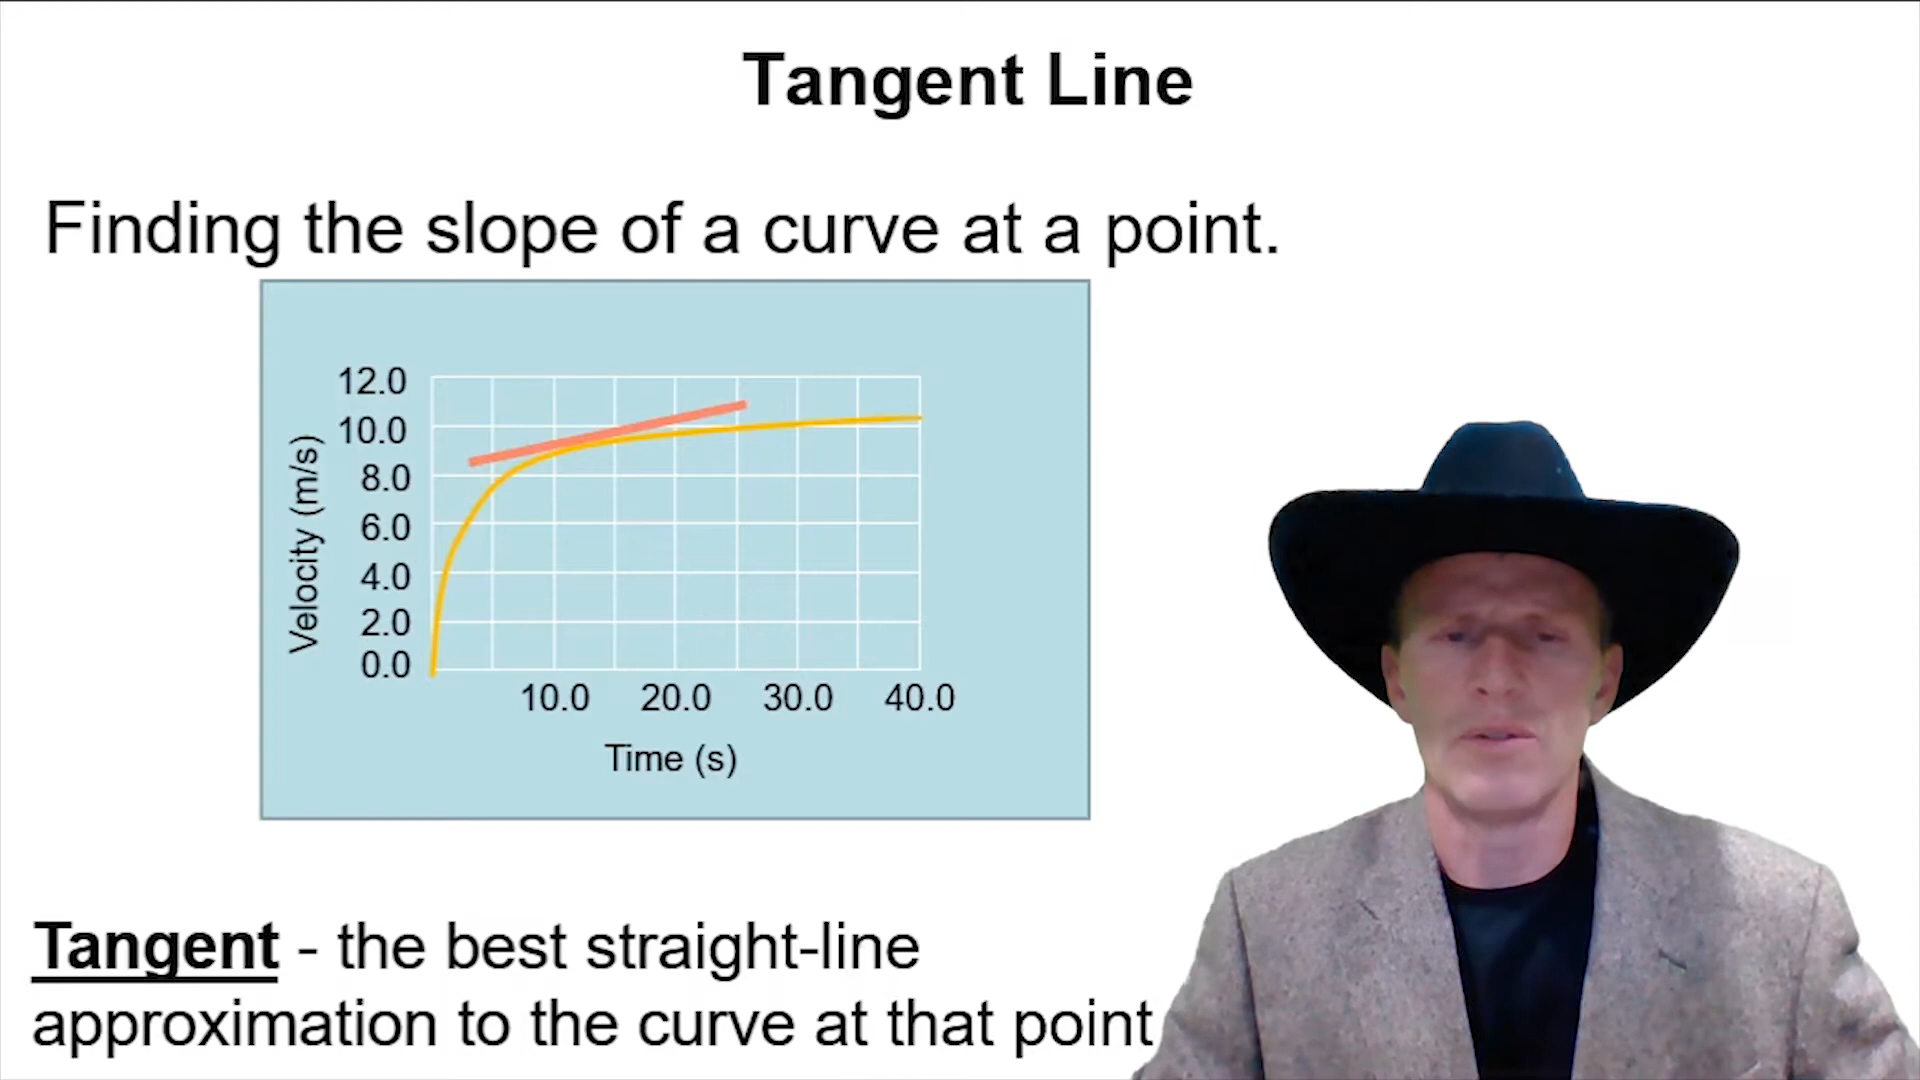 Tangent Line
Finding the slope of a curve at a point.
12.0
10.0
8.0
6.0
4.0
2.0
0.0
Velocity (m/s)
10.0 20.0 30.0 40.0
Time (s)
Tangent - the best straight-line
approximation to the curve at that point